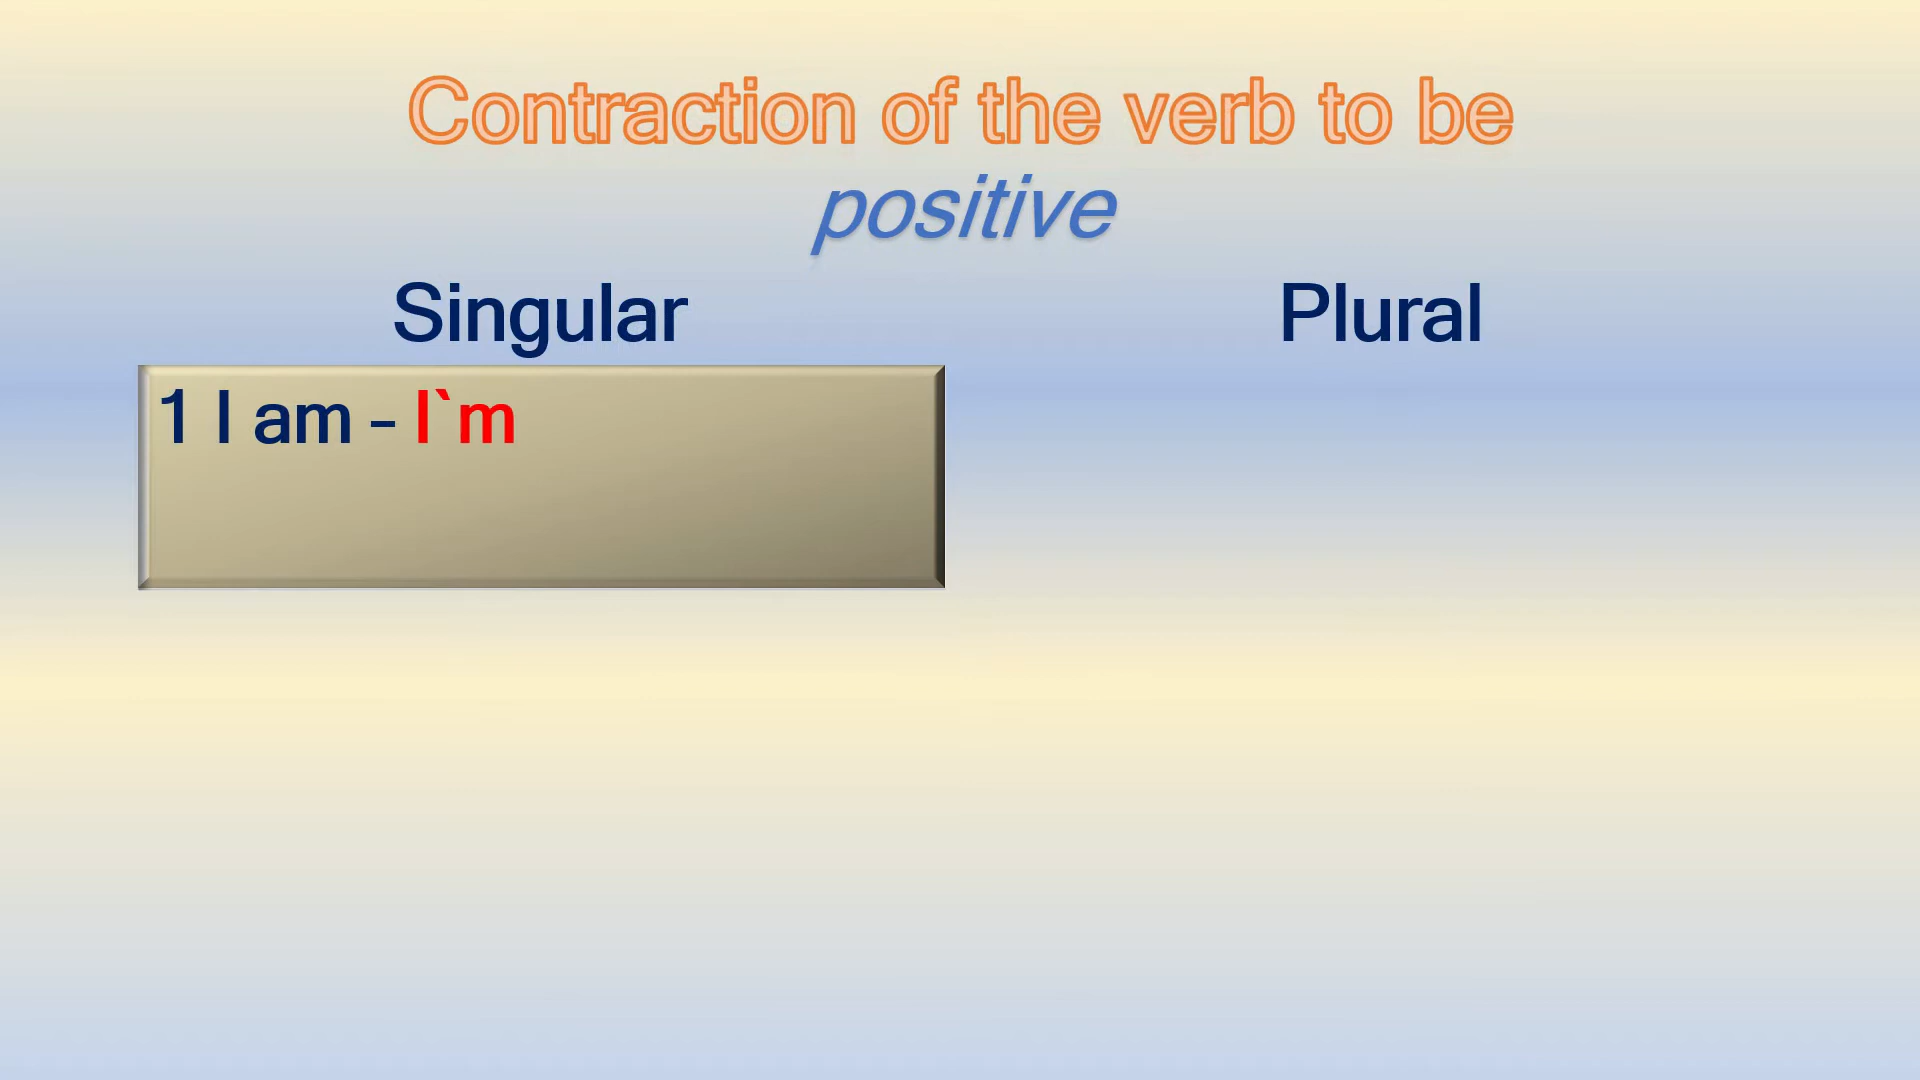 Contraction of the verb to be
positive
Singular
Plural
1 I am – I`m